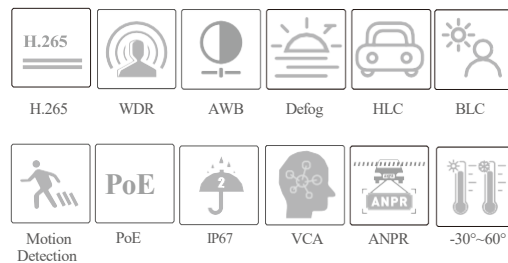 H.265
H.265 WDR AWB Defog HLC BLC
PoE 2 ANPR
Motion Detection PoE IP67 VCA ANPR -30°~60°